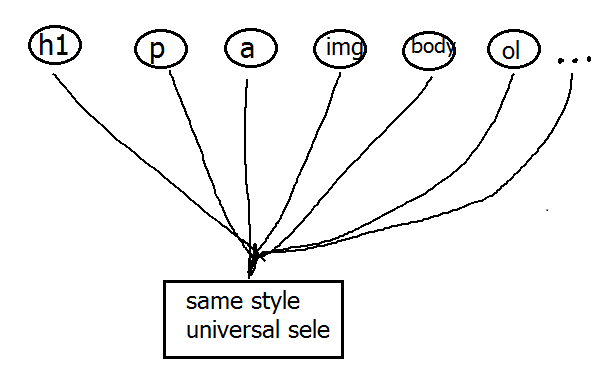 h1 p a img body ol ...
same style
universal sele